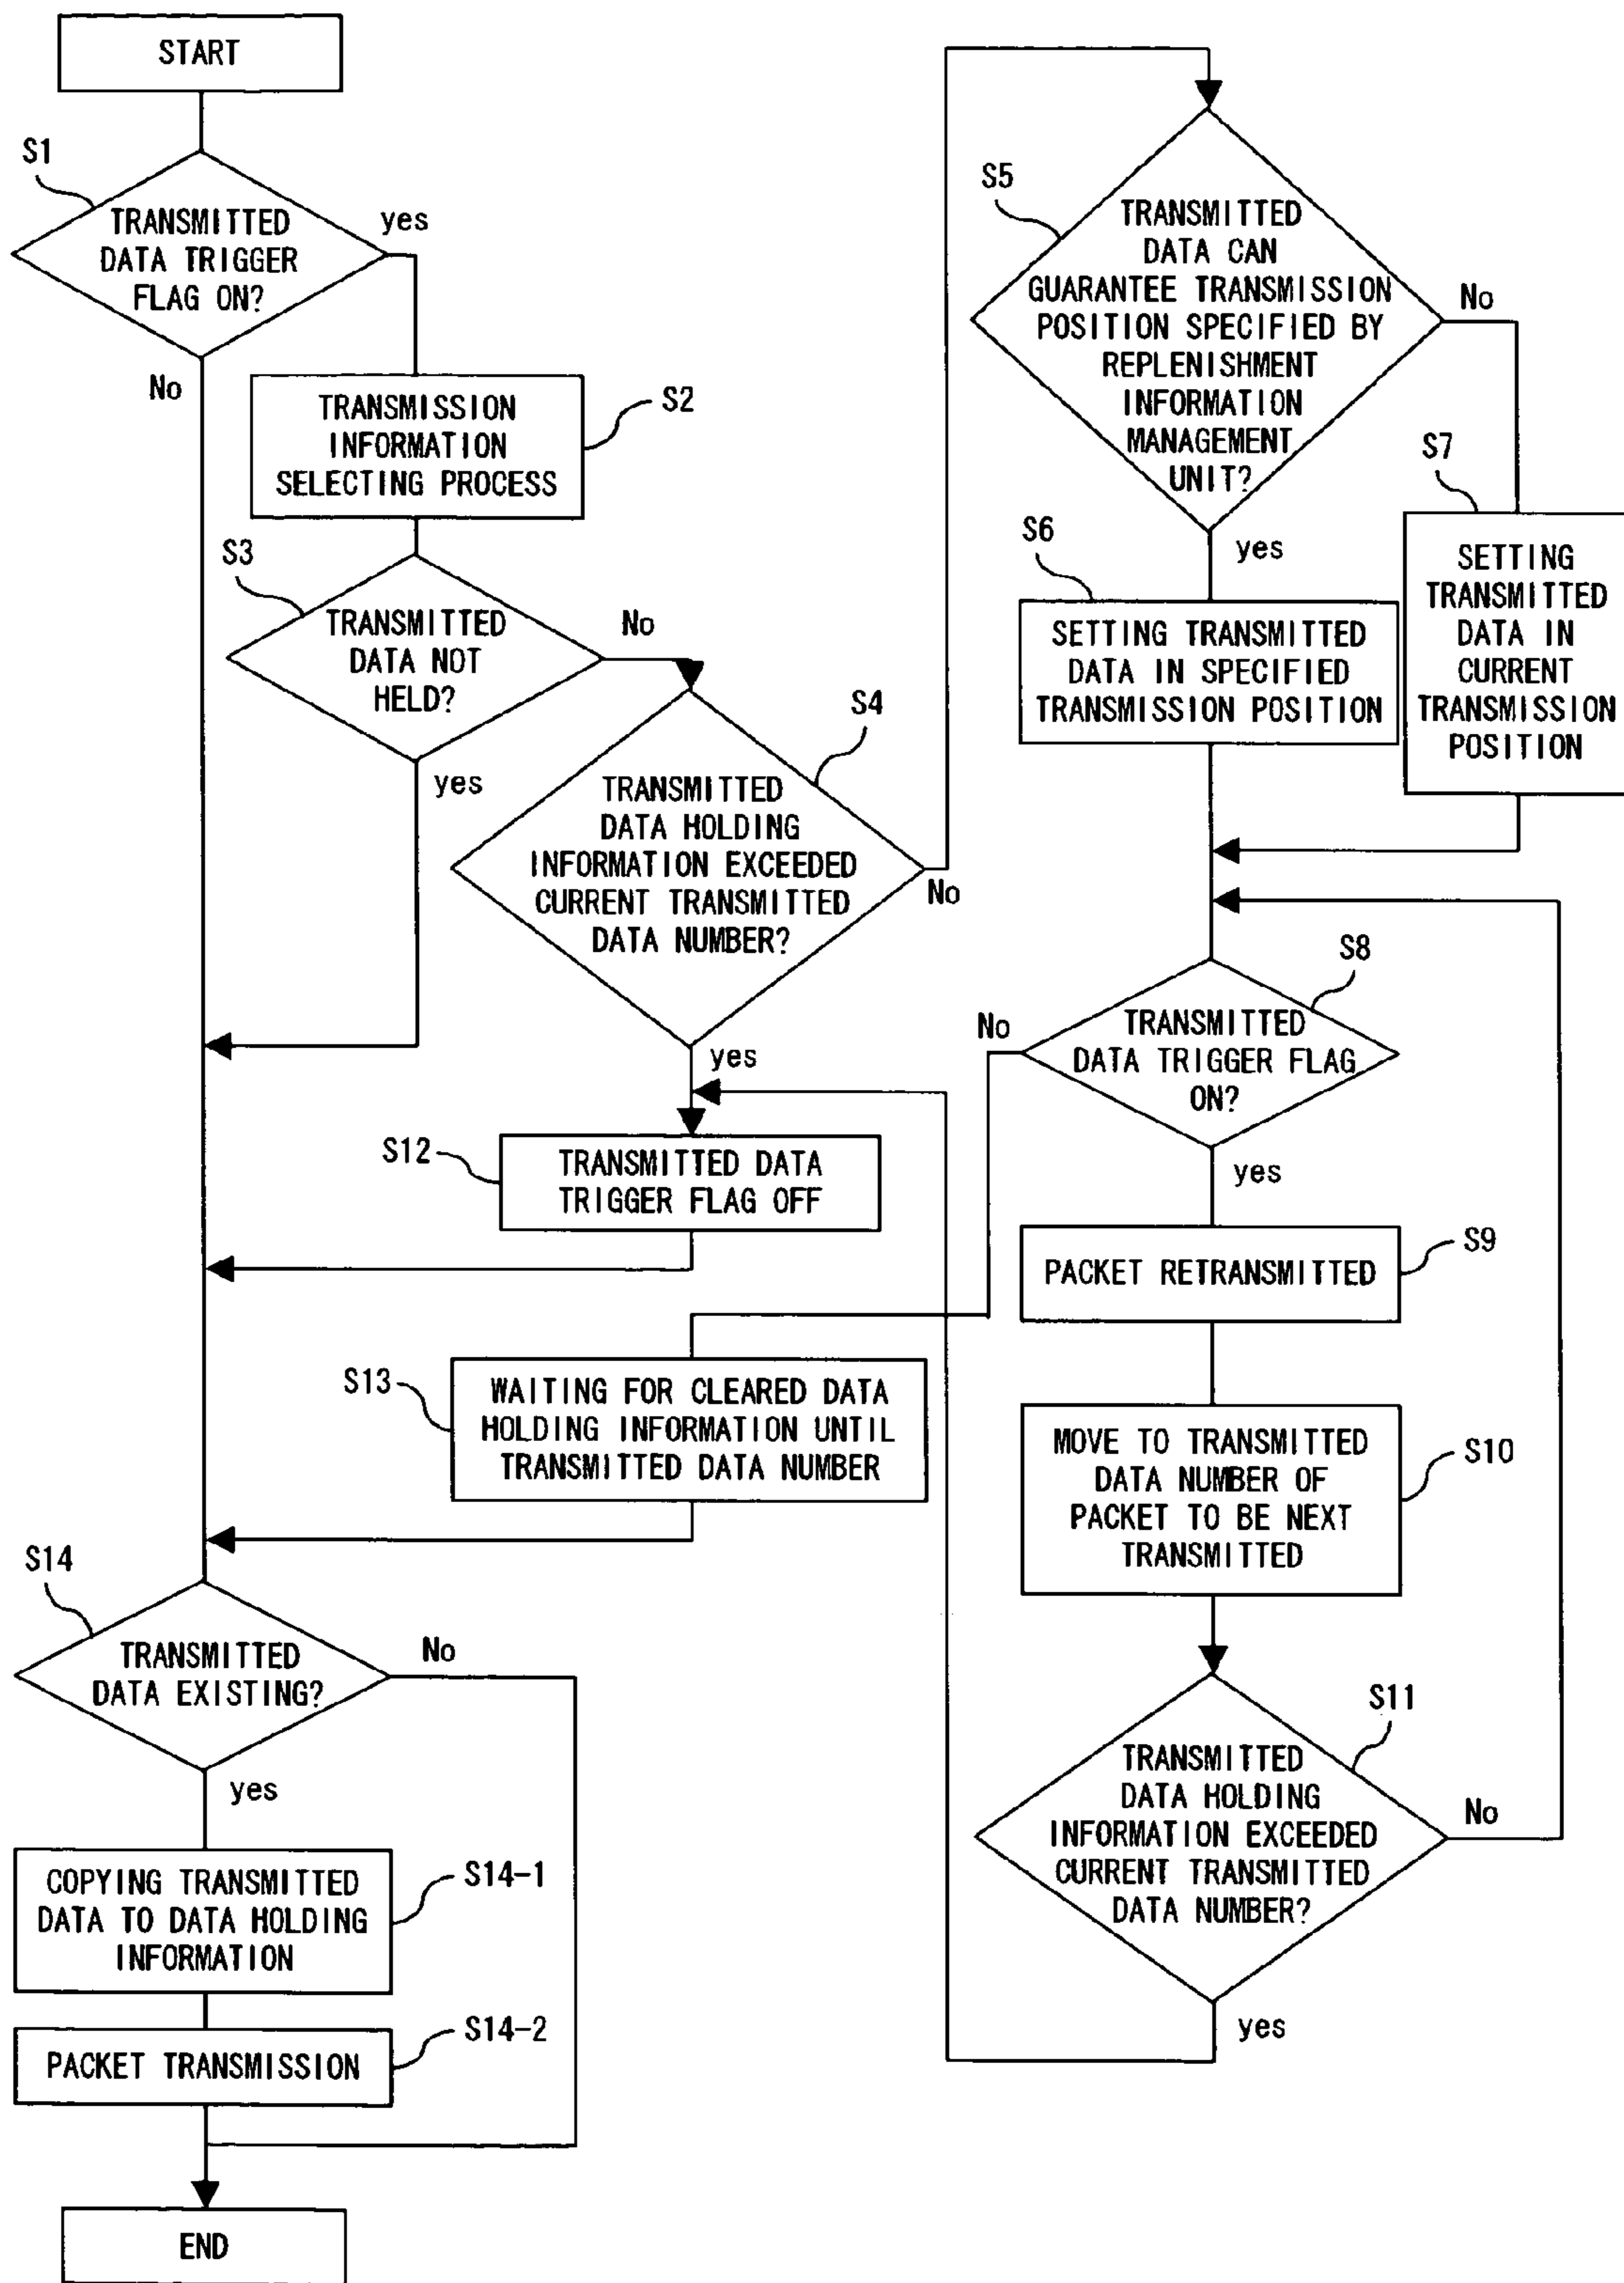 START
S1
TRANSMITTED
DATA TRIGGER
FLAG ON?
yes
No
TRANSMISSION
INFORMATION
SELECTING PROCESS
S2
S3
TRANSMITTED
DATA NOT
HELD?
No
yes
S4
TRANSMITTED
DATA HOLDING
INFORMATION EXCEEDED
CURRENT TRANSMITTED
DATA NUMBER?
No
yes
S12
TRANSMITTED DATA
TRIGGER FLAG OFF
S13
WAITING FOR CLEARED DATA
HOLDING INFORMATION UNTIL
TRANSMITTED DATA NUMBER
S14
TRANSMITTED
DATA EXISTING?
No
yes
COPYING TRANSMITTED
DATA TO DATA HOLDING
INFORMATION
S14-1
PACKET TRANSMISSION
S14-2
END
S5
TRANSMITTED
DATA CAN
GUARANTEE TRANSMISSION
POSITION SPECIFIED BY
REPLENISHMENT
INFORMATION
MANAGEMENT
UNIT?
No
yes
S6
SETTING TRANSMITTED
DATA IN SPECIFIED
TRANSMISSION POSITION
S7
SETTING
TRANSMITTED
DATA IN
CURRENT
TRANSMISSION
POSITION
S8
TRANSMITTED
DATA TRIGGER FLAG
ON?
No
yes
PACKET RETRANSMITTED
S9
MOVE TO TRANSMITTED
DATA NUMBER OF
PACKET TO BE NEXT
TRANSMITTED
S10
S11
TRANSMITTED
DATA HOLDING
INFORMATION EXCEEDED
CURRENT TRANSMITTED
DATA NUMBER?
No
yes